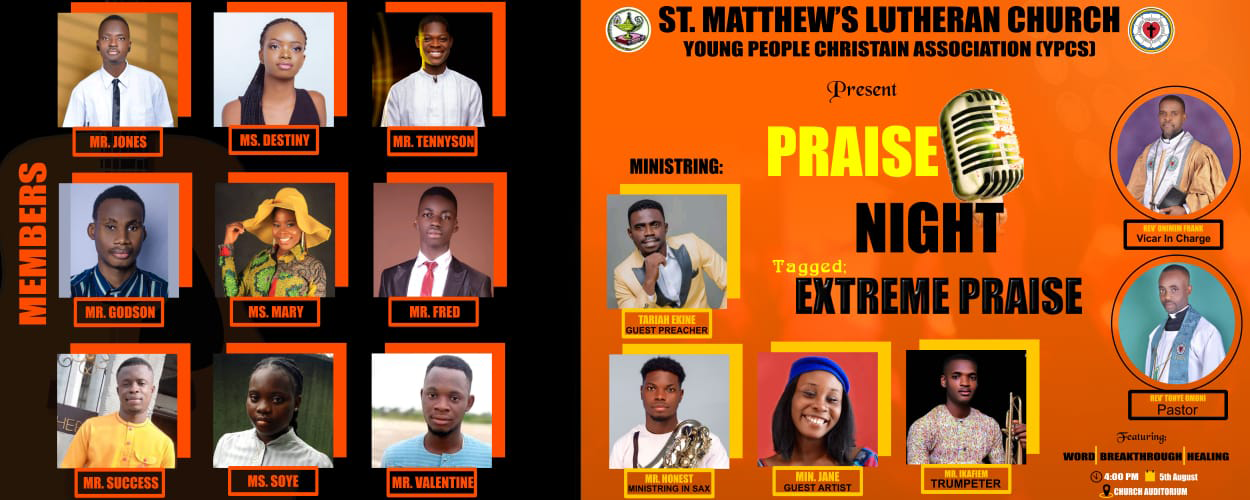 MEMBERS
MR. JONES
MS. DESTINY
MR. TENNYSON
MR. GODSON
MS. MARY
MR. FRED
MR. SUCCESS
MS. SOYE
MR. VALENTINE
ST. MATTHEW'S LUTHERAN CHURCH
YOUNG PEOPLE CHRISTAIN ASSOCIATION (YPCS)
Present
PRAISE
NIGHT
Tagged;
EXTREME PRAISE
MINISTRING:
TARIAH EKINE
GUEST PREACHER
MR. HONEST
MINISTRING IN SAX
MIN. JANE
GUEST ARTIST
MR. IKAFIEM
TRUMPETER
REV' ONIMIM FRANK
Vicar In Charge
REV' TONYE OMONI
Pastor
Featuring:
WORD BREAKTHROUGH HEALING
4:00 PM 5th August
CHURCH AUDITORIUM